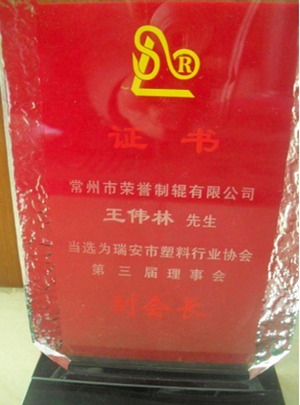 R
证书
常州市荣誉制辊有限公司
王伟林 先生
当选为瑞安市塑料行业协会
第三届理事会
副会长